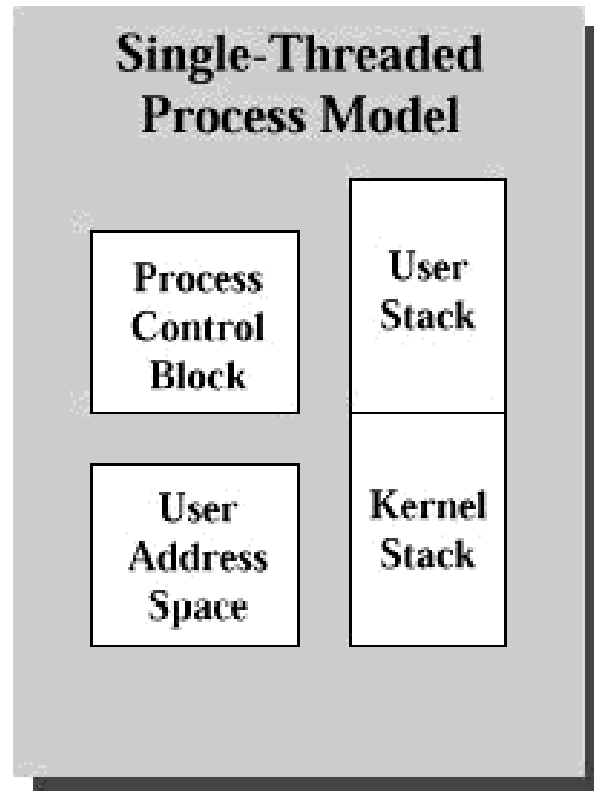 Single-Threaded
Process Model
Process
Control
Block
User
Address
Space
User
Stack
Kernel
Stack